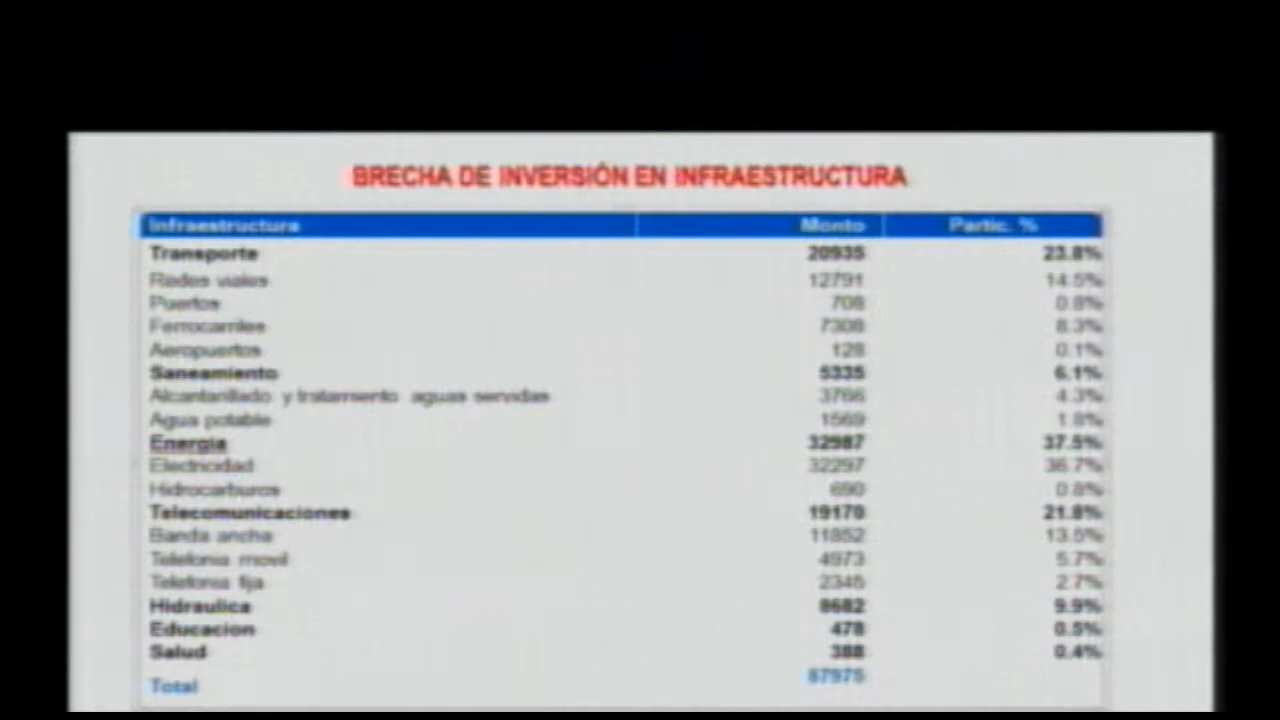 BRECHA DE INVERSIÓN EN INFRAESTRUCTURA
Infraestructura Monto Partic. %
Transporte 20935 23.8%
Redes viales 12791 14.5%
Puertos 708 0.8%
Ferrocarriles 7308 8.3%
Aeropuertos 128 0.1%
Saneamiento 5335 6.1%
Alcantarillado y tratamiento aguas servidas 3766 4.3%
Agua potable 1569 1.8%
Energia 32987 37.5%
Electricidad 32297 36.7%
Hidrocarburos 690 0.8%
Telecomunicaciones 19170 21.8%
Banda ancha 11852 13.5%
Telefonia movil 4973 5.7%
Telefonia fija 2345 2.7%
Hidraulica 8682 9.9%
Educacion 478 0.5%
Salud 388 0.4%
Total 87975